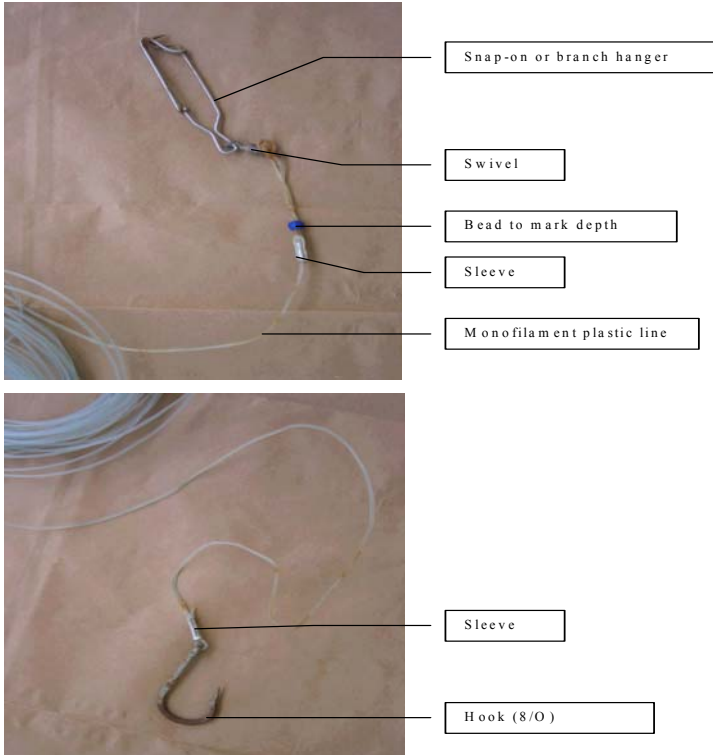 Snap-on or branch hanger
Swivel
Bead to mark depth
Sleeve
Monofilament plastic line
Sleeve
Hook (8/O)